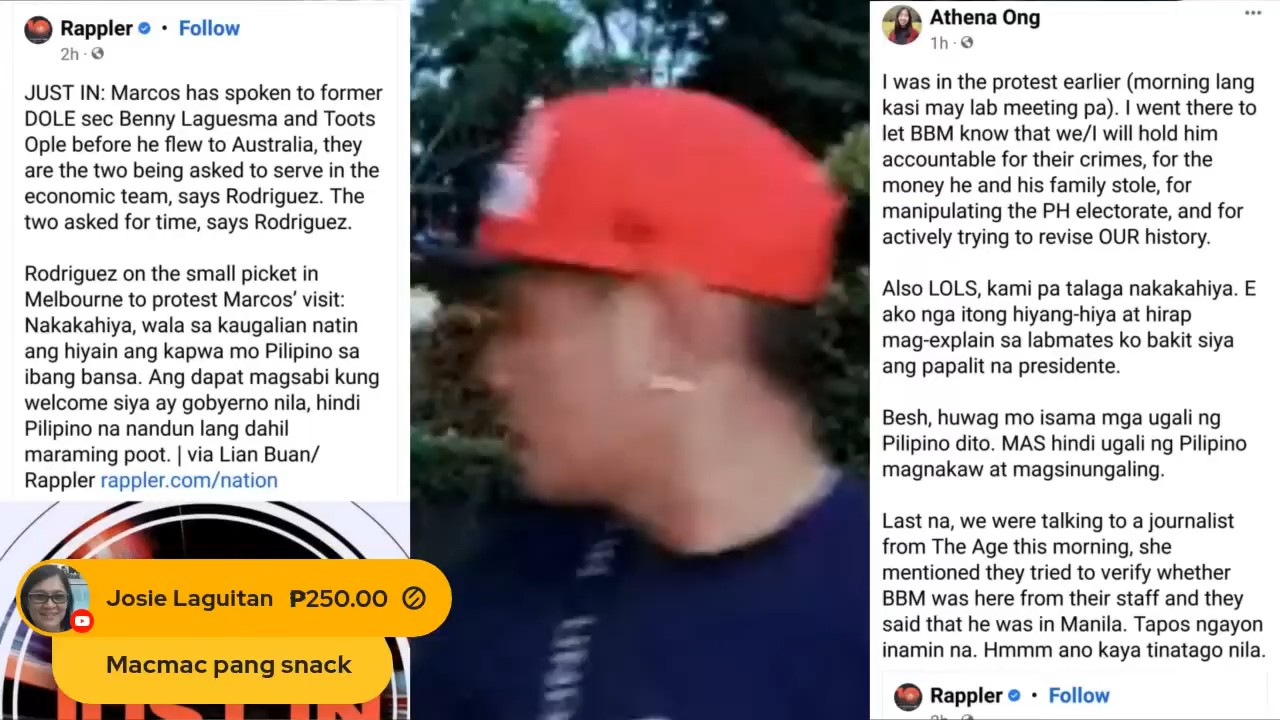 Rappler • Follow
2h
JUST IN: Marcos has spoken to former
DOLE sec Benny Laguesma and Toots
Ople before he flew to Australia, they
are the two being asked to serve in the
economic team, says Rodriguez. The
two asked for time, says Rodriguez.
Rodriguez on the small picket in
Melbourne to protest Marcos’ visit:
Nakakahiya, wala sa kaugalian natin
ang hiyain ang kapwa mo Pilipino sa
ibang bansa. Ang dapat magsabi kung
welcome siya ay gobyerno nila, hindi
Pilipino na nandun lang dahil
maraming poot. | via Lian Buan/
Rappler rappler.com/nation
Josie Laguitan ₱250.00
Macmac pang snack
JUST IN
Athena Ong
1h
I was in the protest earlier (morning lang
kasi may lab meeting pa). I went there to
let BBM know that we/I will hold him
accountable for their crimes, for the
money he and his family stole, for
manipulating the PH electorate, and for
actively trying to revise OUR history.
Also LOLS, kami pa talaga nakakahiya. E
ako nga itong hiyang-hiya at hirap
mag-explain sa labmates ko bakit siya
ang papalit na presidente.
Besh, huwag mo isama mga ugali ng
Pilipino dito. MAS hindi ugali ng Pilipino
magnakaw at magsinungaling.
Last na, we were talking to a journalist
from The Age this morning, she
mentioned they tried to verify whether
BBM was here from their staff and they
said that he was in Manila. Tapos ngayon
inamin na. Hmmm ano kaya tinatago nila.
Rappler • Follow